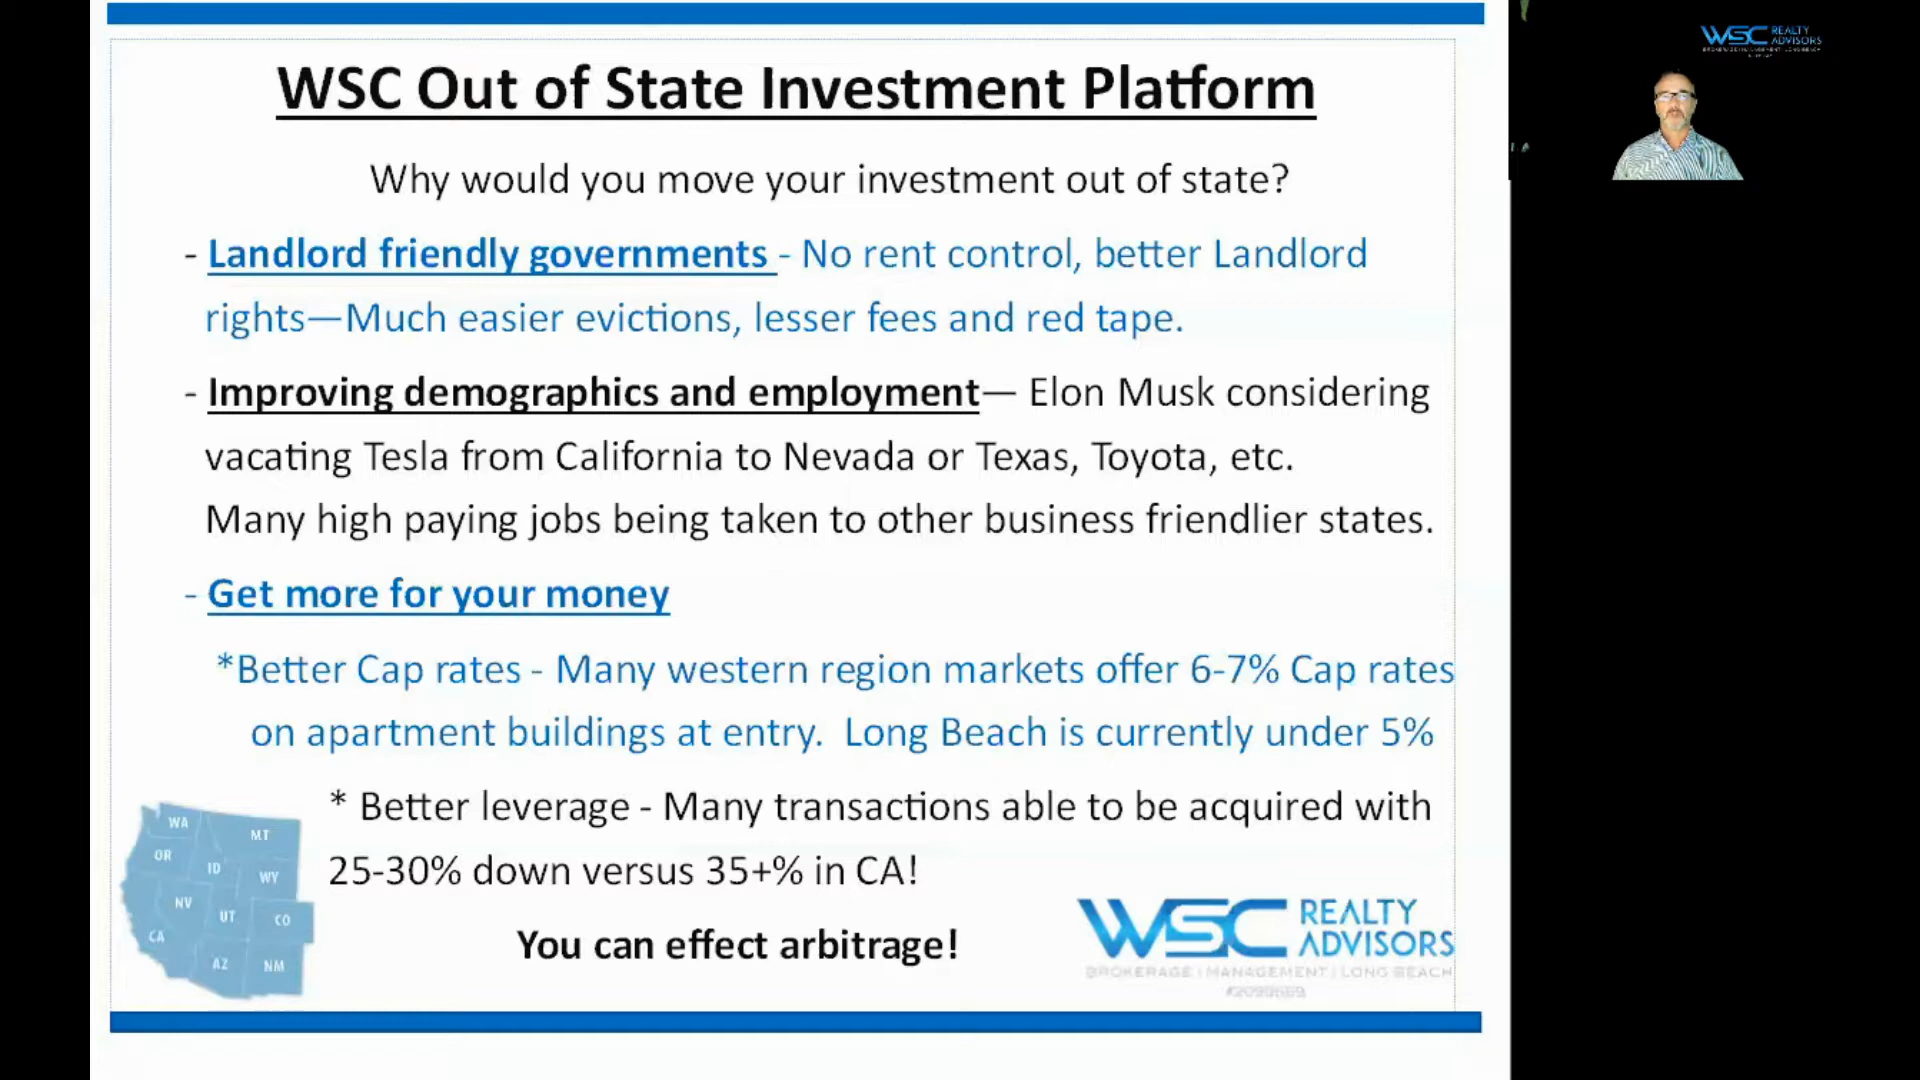 WSC Out of State Investment Platform
Why would you move your investment out of state?
- Landlord friendly governments - No rent control, better Landlord
rights—Much easier evictions, lesser fees and red tape.
- Improving demographics and employment— Elon Musk considering
vacating Tesla from California to Nevada or Texas, Toyota, etc.
Many high paying jobs being taken to other business friendlier states.
- Get more for your money
*Better Cap rates - Many western region markets offer 6-7% Cap rates
on apartment buildings at entry. Long Beach is currently under 5%
* Better leverage - Many transactions able to be acquired with
25-30% down versus 35+% in CA!
You can effect arbitrage!
WA
MT
OR
ID
WY
NV
UT
CO
CA
AZ
NM
WSC REALTY
ADVISORS
BROKERAGE | MANAGEMENT | LONG BEACH
WSC REALTY
ADVISORS